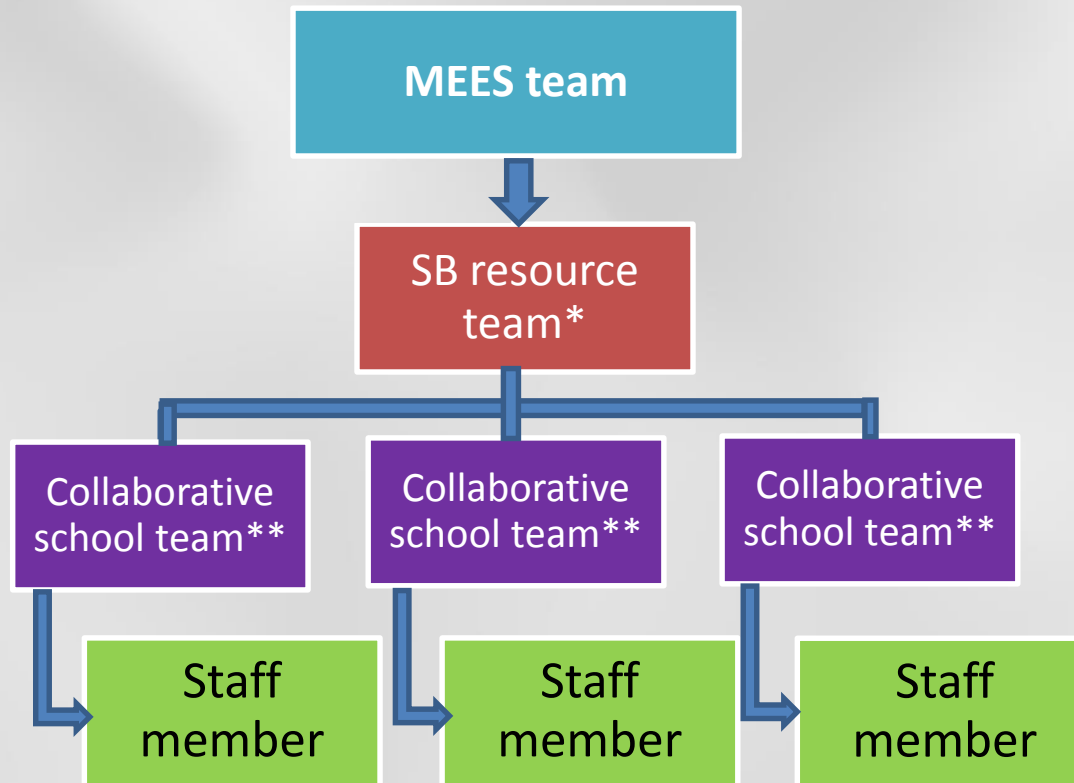 MEES team
SB resource
team*
Collaborative
school team**
Collaborative
school team**
Collaborative
school team**
Staff
member
Staff
member
Staff
member